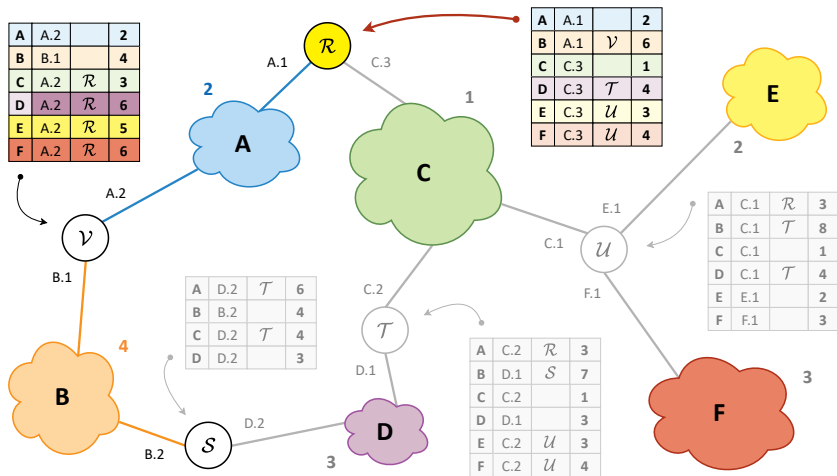 A A.2 2
B B.1 4
C A.2 ℛ 3
D A.2 ℛ 6
E A.2 ℛ 5
F A.2 ℛ 6
A A.1 2
B A.1 𝒱 6
C C.3 1
D C.3 𝒯 4
E C.3 𝒰 3
F C.3 𝒰 4
ℛ
A.1
C.3
2
1
A
C
E
2
A.2
𝒱
B.1
E.1
C.1
𝒰
F.1
A C.1 ℛ 3
B C.1 𝒯 8
C C.1 1
D C.1 𝒯 4
E E.1 2
F F.1 3
C.2
𝒯
D.1
A D.2 𝒯 6
B B.2 4
C D.2 𝒯 4
D D.2 3
4
B
B.2
𝒮
D.2
D
3
A C.2 ℛ 3
B D.1 𝒮 7
C C.2 1
D D.1 3
E C.2 𝒰 3
F C.2 𝒰 4
3
F